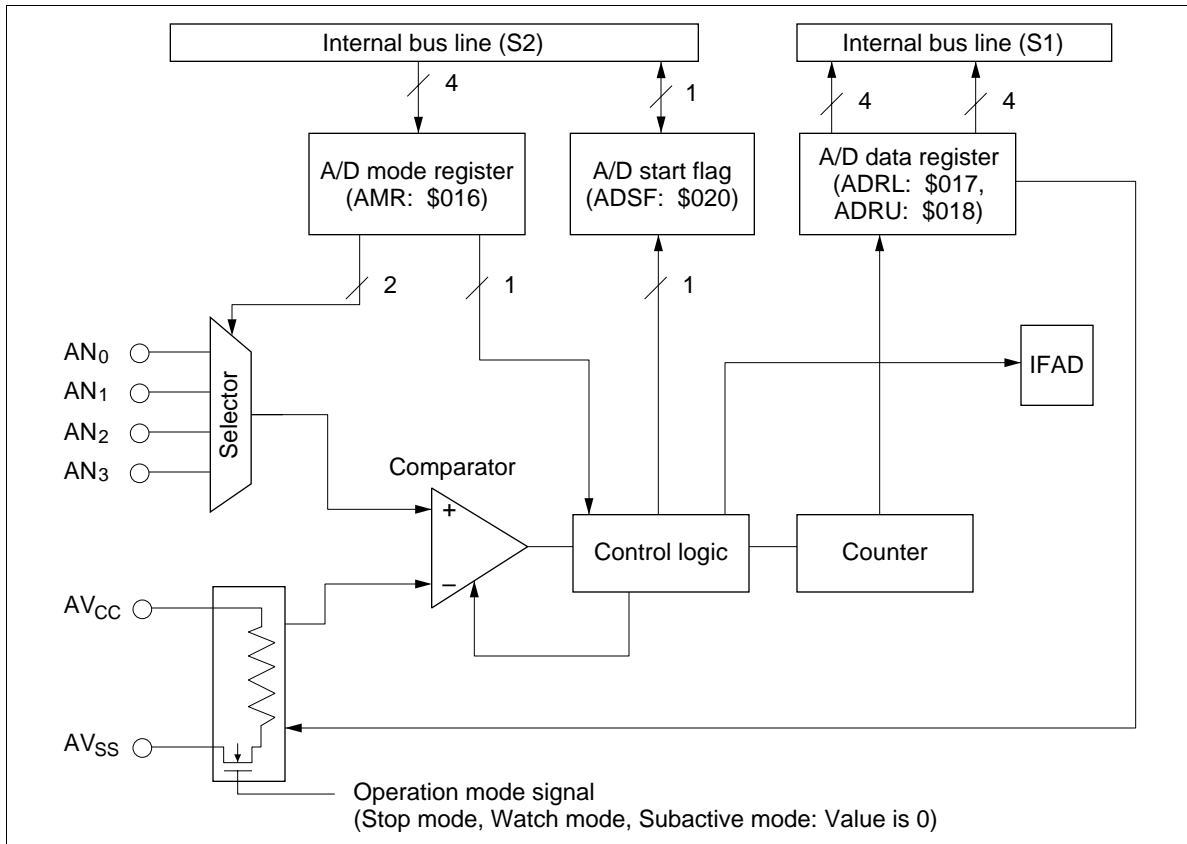 Internal bus line (S2)
Internal bus line (S1)
4
1
4
4
A/D mode register
(AMR: $016)
A/D start flag
(ADSF: $020)
A/D data register
(ADRL: $017,
ADRU: $018)
2
1
1
AN0
AN1
AN2
AN3
Selector
IFAD
Comparator
+
−
Control logic
Counter
AVCC
AVSS
Operation mode signal
(Stop mode, Watch mode, Subactive mode: Value is 0)